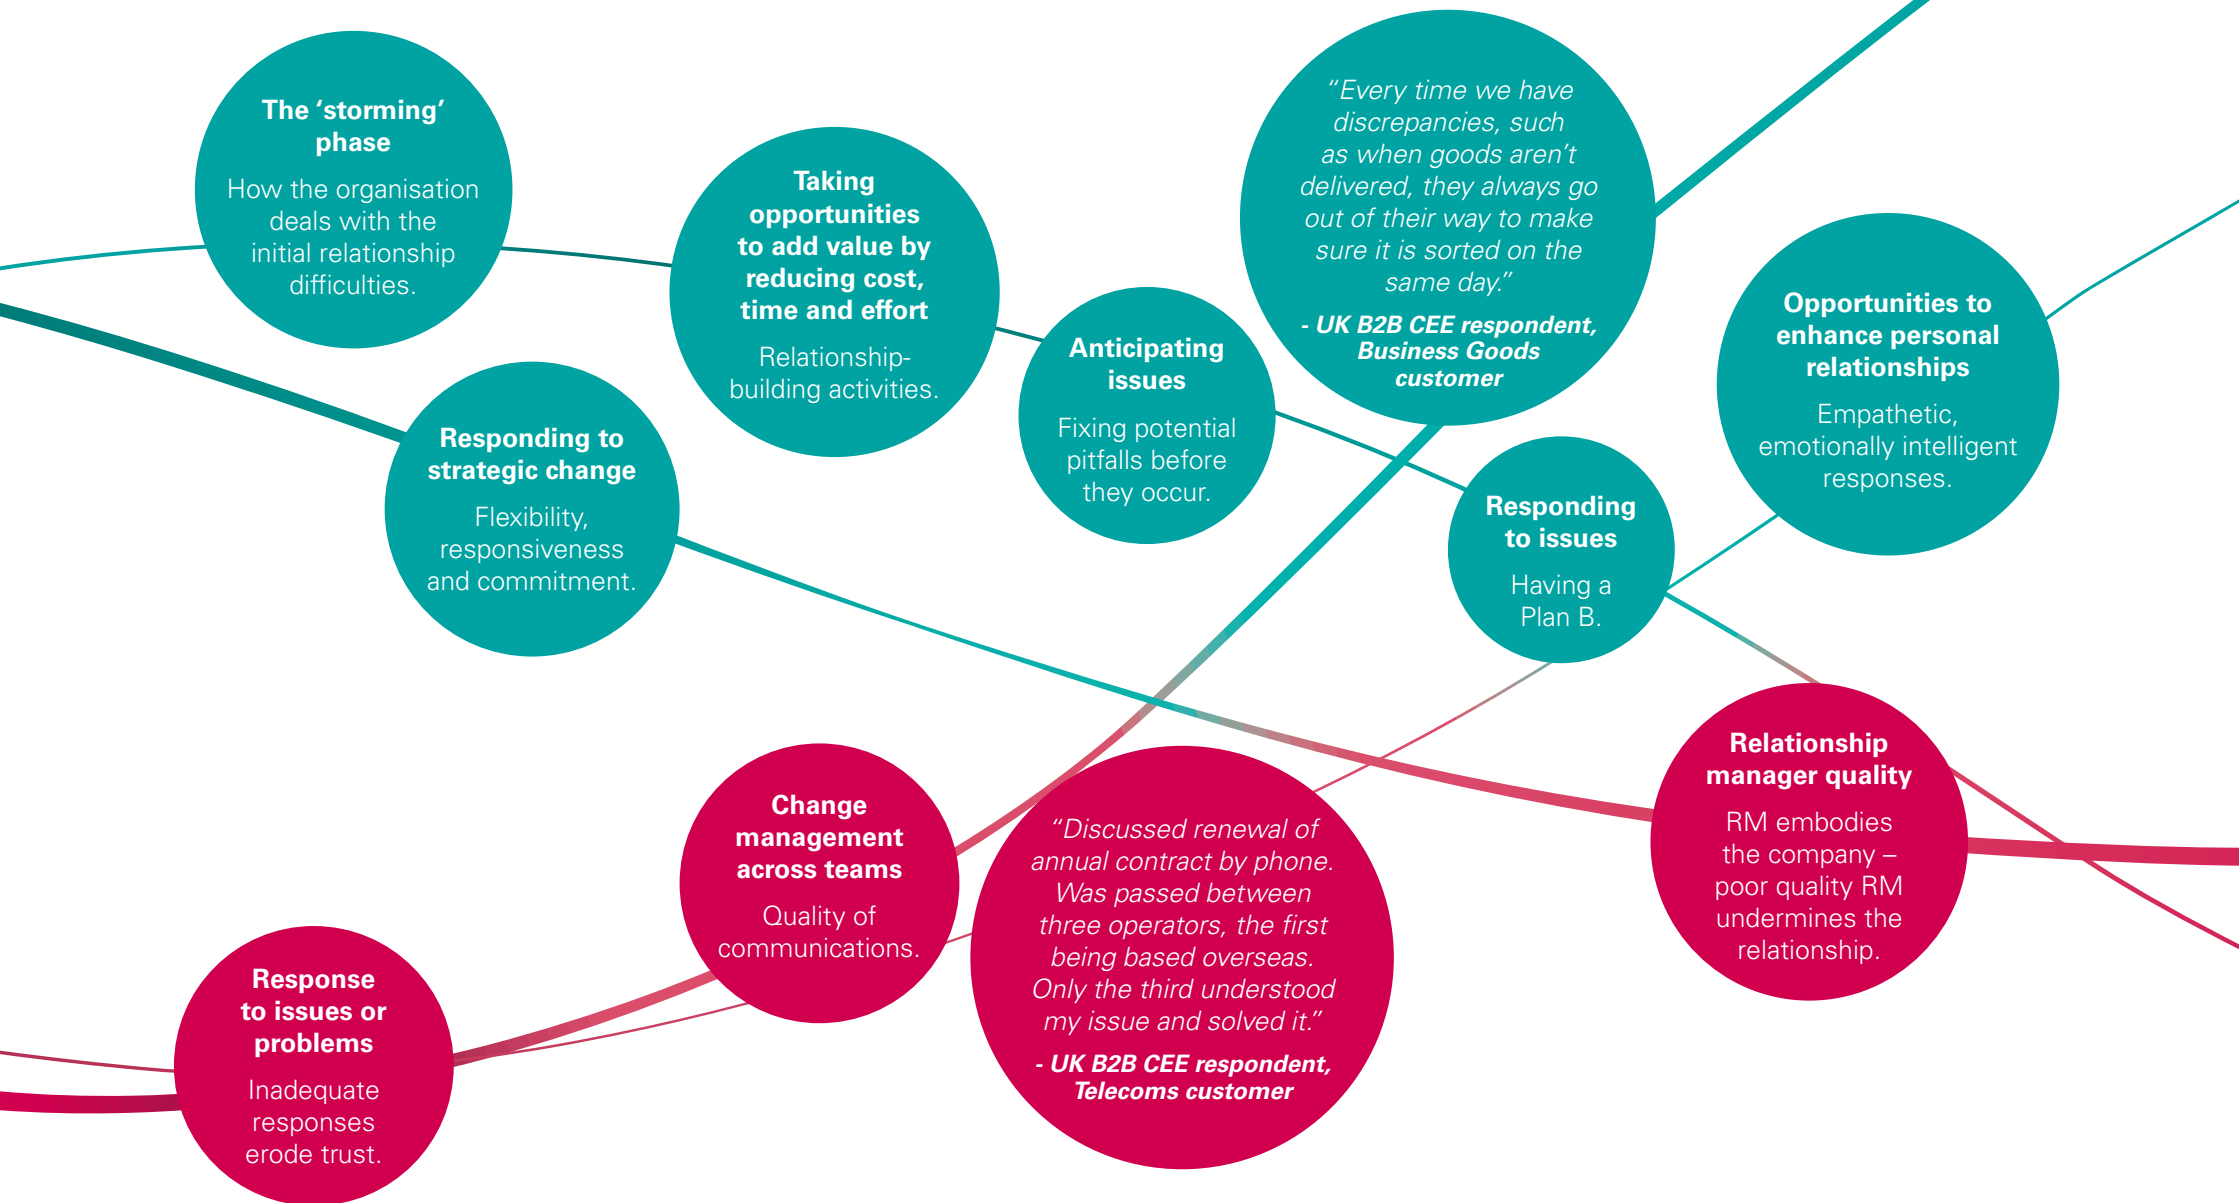 The ‘storming’
phase
How the organisation
deals with the
initial relationship
difficulties.
Responding to
strategic change
Flexibility,
responsiveness
and commitment.
Taking
opportunities
to add value by
reducing cost,
time and effort
Relationship-
building activities.
Anticipating
issues
Fixing potential
pitfalls before
they occur.
“Every time we have
discrepancies, such
as when goods aren’t
delivered, they always go
out of their way to make
sure it is sorted on the
same day.”
- UK B2B CEE respondent,
Business Goods
customer
Responding
to issues
Having a
Plan B.
Opportunities to
enhance personal
relationships
Empathetic,
emotionally intelligent
responses.
Response
to issues or
problems
Inadequate
responses
erode trust.
Change
management
across teams
Quality of
communications.
“Discussed renewal of
annual contract by phone.
Was passed between
three operators, the first
being based overseas.
Only the third understood
my issue and solved it.”
- UK B2B CEE respondent,
Telecoms customer
Relationship
manager quality
RM embodies
the company –
poor quality RM
undermines the
relationship.